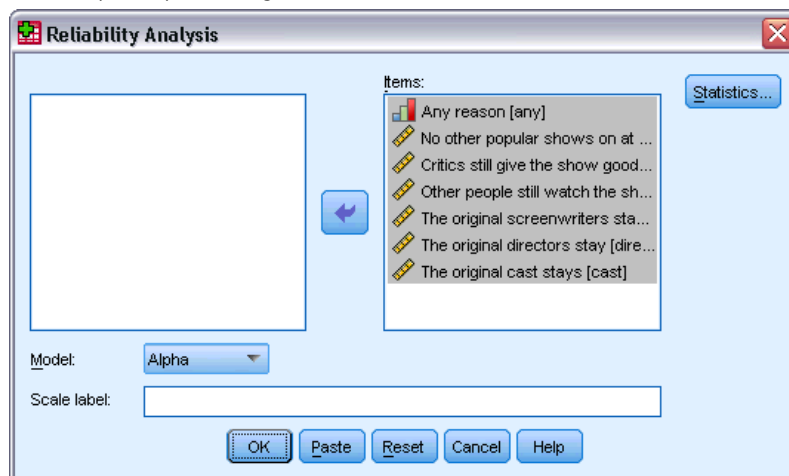 Reliability Analysis
Items:
Statistics...
Any reason [any]
No other popular shows on at ...
Critics still give the show good...
Other people still watch the sh...
The original screenwriters sta...
The original directors stay [dire...
The original cast stays [cast]
Model:
Alpha
Scale label:
OK
Paste
Reset
Cancel
Help